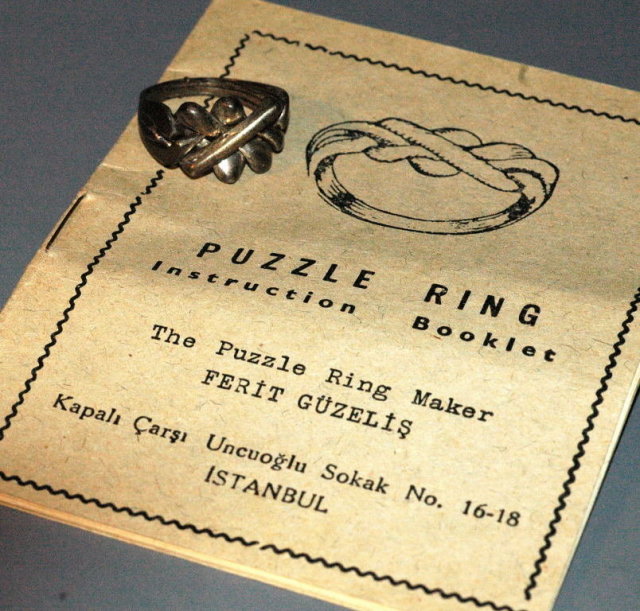 PUZZLE RING
Instruction Booklet
The Puzzle Ring Maker
FERİT GÜZELİŞ
Kapalı Çarşı Uncuoğlu Sokak No. 16-18
İSTANBUL